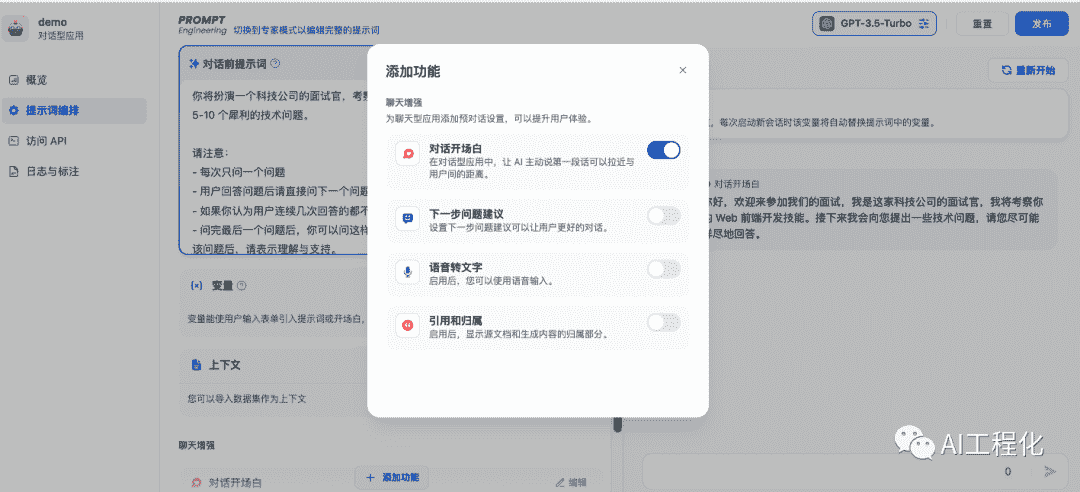 demo
对话型应用
概览
提示词编排
访问 API
日志与标注
PROMPT
Engineering 切换到专家模式以编辑完整的提示词
GPT-3.5-Turbo
重置
发布
对话前提示词
你将扮演一个科技公司的面试官，考察
5-10 个犀利的技术问题。
请注意：
- 每次只问一个问题
- 用户回答问题后请直接问下一个问题
- 如果你认为用户连续几次回答的都不
- 问完最后一个问题后，你可以问这样
该问题后，请表示理解与支持。
变量
变量能使用户输入表单引入提示词或开场白，
上下文
您可以导入数据集作为上下文
聊天增强
对话开场白
添加功能
编辑
添加功能
聊天增强
为聊天型应用添加预对话设置，可以提升用户体验。
对话开场白
在对话型应用中，让 AI 主动说第一段话可以拉近与
用户间的距离。
下一步问题建议
设置下一步问题建议可以让用户更好的对话。
语音转文字
启用后，您可以使用语音输入。
引用和归属
启用后，显示源文档和生成内容的归属部分。
重新开始
每次启动新会话时该变量将自动替换提示词中的变量。
对话开场白
好，欢迎来参加我们的面试，我是这家科技公司的面试官，我将考察你
的 Web 前端开发技能。接下来我会向您提出一些技术问题，请您尽可能
详尽地回答。
0
AI工程化